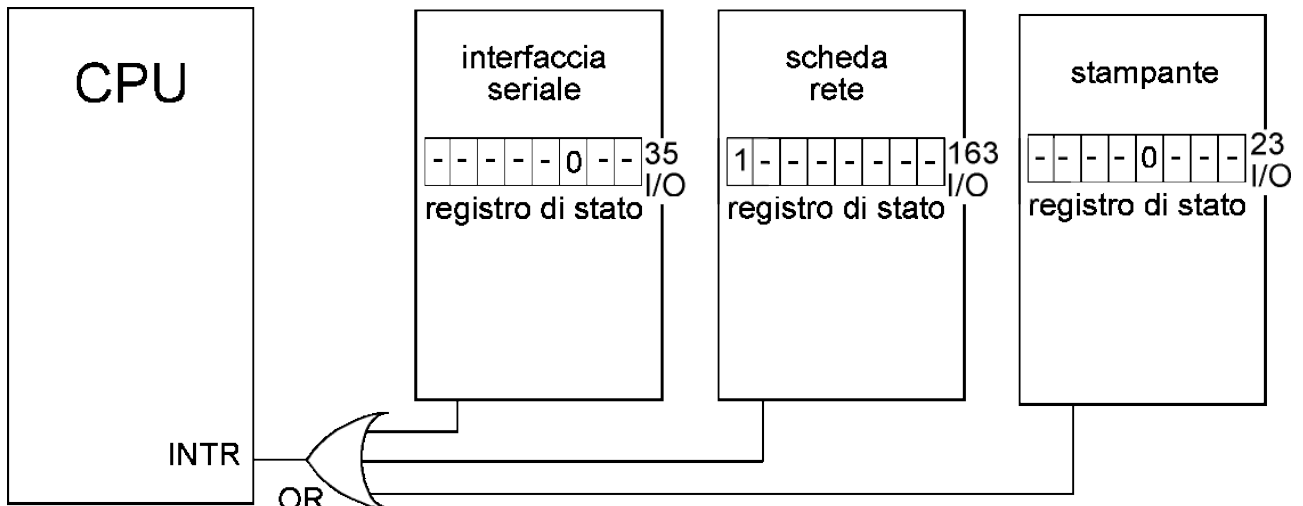 CPU
INTR
OR
interfaccia
seriale
- - - - - 0 - - 35
I/O
registro di stato
scheda
rete
1 - - - - - - - 163
I/O
registro di stato
stampante
- - - - 0 - - - 23
I/O
registro di stato